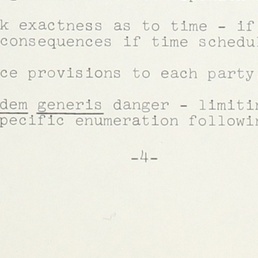 k exactness as to time - if
consequences if time schedul
ce provisions to each party
dem generis danger - limitin
pecific enumeration followin
-4-